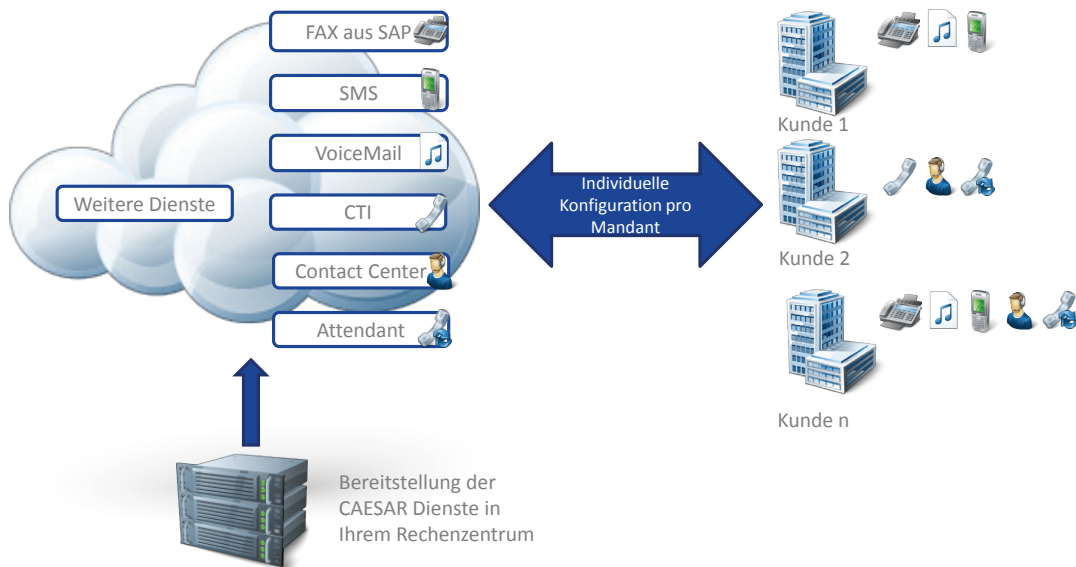 FAX aus SAP
SMS
VoiceMail
Weitere Dienste
CTI
Contact Center
Attendant
Individuelle
Konfiguration pro
Mandant
Kunde 1
Kunde 2
Kunde n
Bereitstellung der
CAESAR Dienste in
Ihrem Rechenzentrum